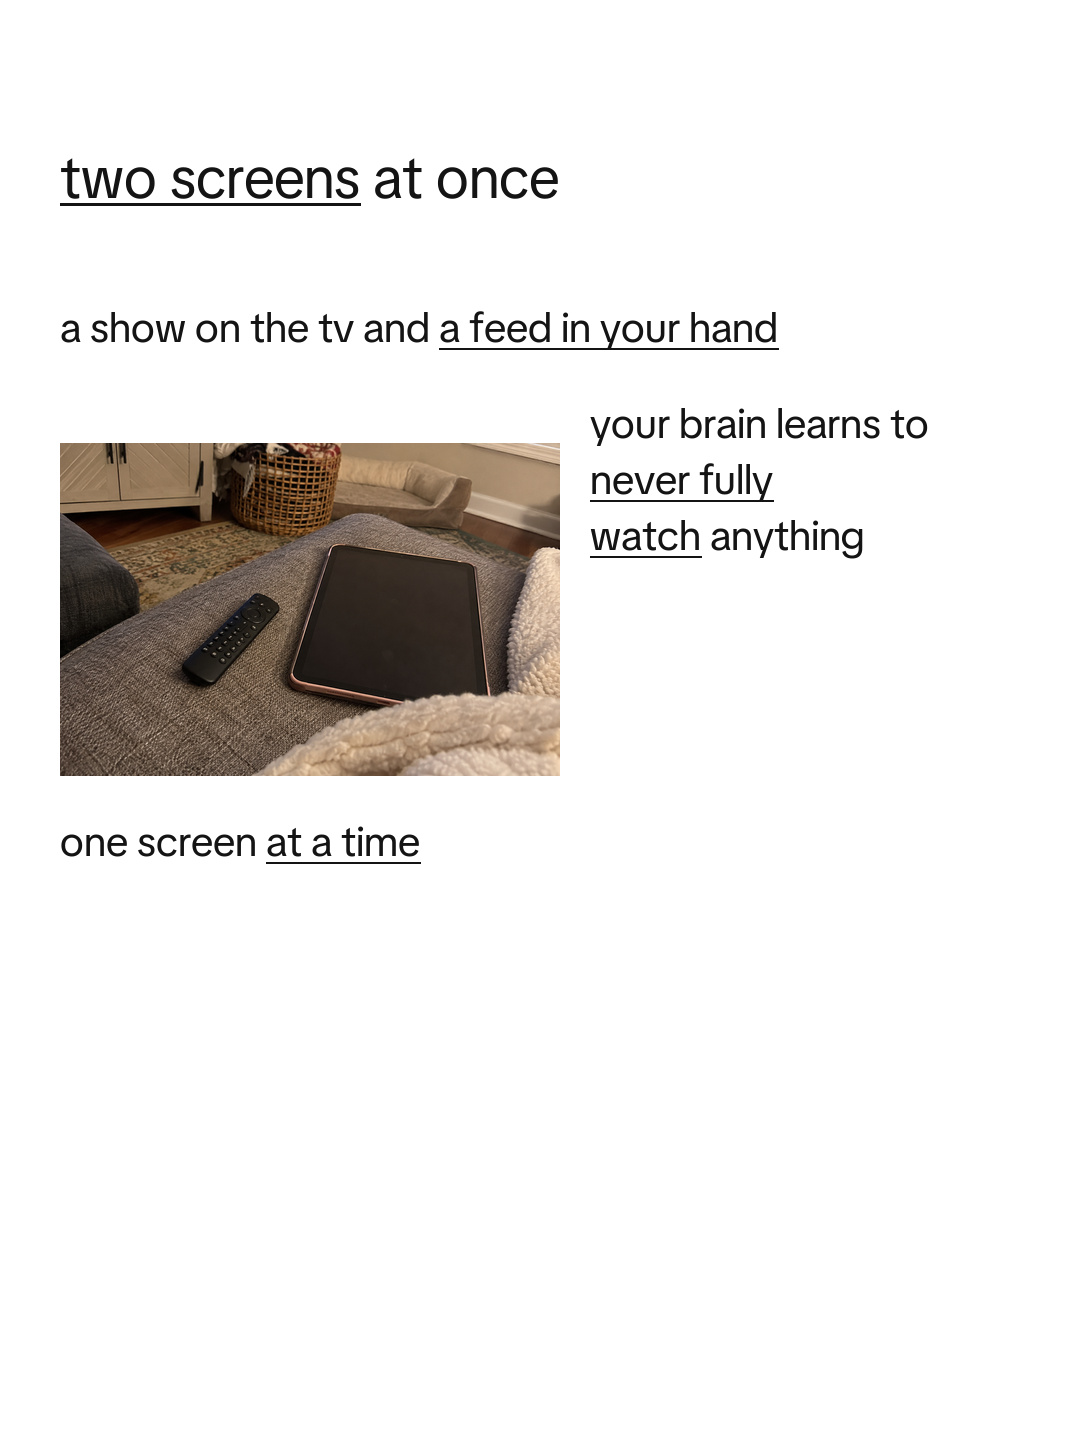 two screens at once
a show on the tv and a feed in your hand
your brain learns to
never fully
watch anything
one screen at a time